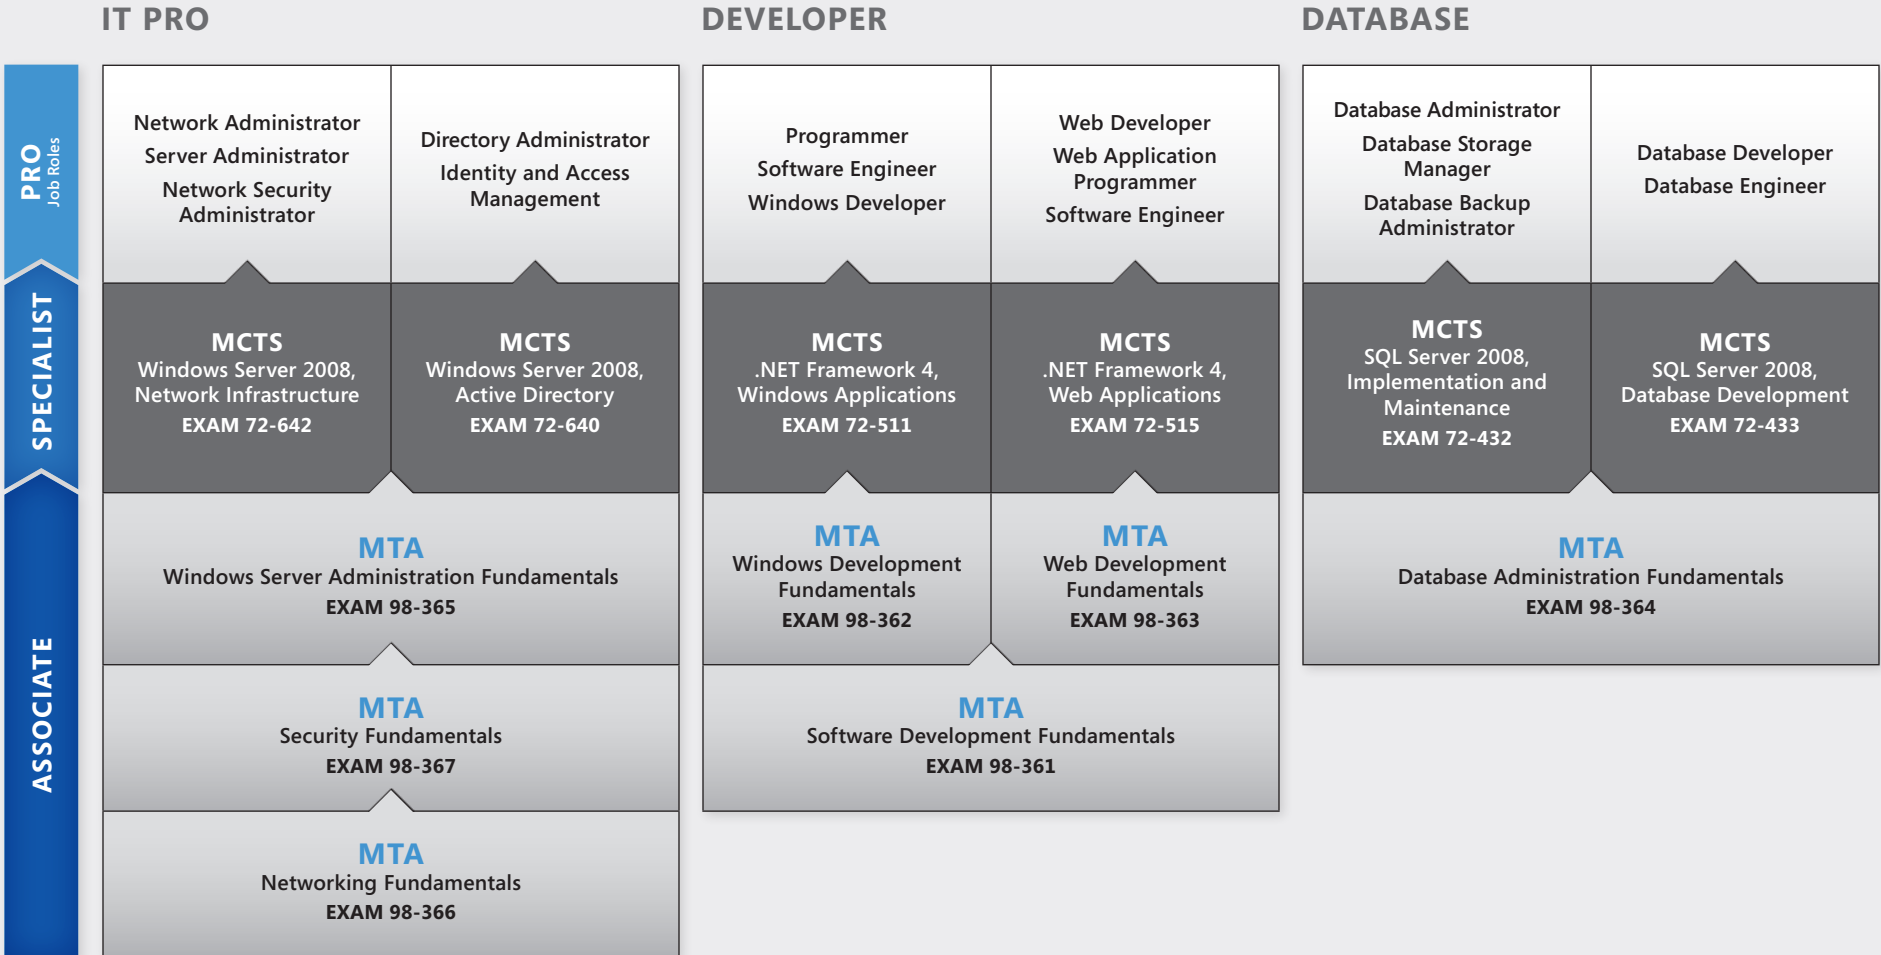 IT PRO
DEVELOPER
DATABASE
PRO
Job Roles
Network Administrator
Server Administrator
Network Security
Administrator
Directory Administrator
Identity and Access
Management
Programmer
Software Engineer
Windows Developer
Web Developer
Web Application
Programmer
Software Engineer
Database Administrator
Database Storage
Manager
Database Backup
Administrator
Database Developer
Database Engineer
SPECIALIST
MCTS
Windows Server 2008,
Network Infrastructure
EXAM 72-642
MCTS
Windows Server 2008,
Active Directory
EXAM 72-640
MCTS
.NET Framework 4,
Windows Applications
EXAM 72-511
MCTS
.NET Framework 4,
Web Applications
EXAM 72-515
MCTS
SQL Server 2008,
Implementation and
Maintenance
EXAM 72-432
MCTS
SQL Server 2008,
Database Development
EXAM 72-433
ASSOCIATE
MTA
Windows Server Administration Fundamentals
EXAM 98-365
MTA
Windows Development
Fundamentals
EXAM 98-362
MTA
Web Development
Fundamentals
EXAM 98-363
MTA
Database Administration Fundamentals
EXAM 98-364
MTA
Security Fundamentals
EXAM 98-367
MTA
Software Development Fundamentals
EXAM 98-361
MTA
Networking Fundamentals
EXAM 98-366